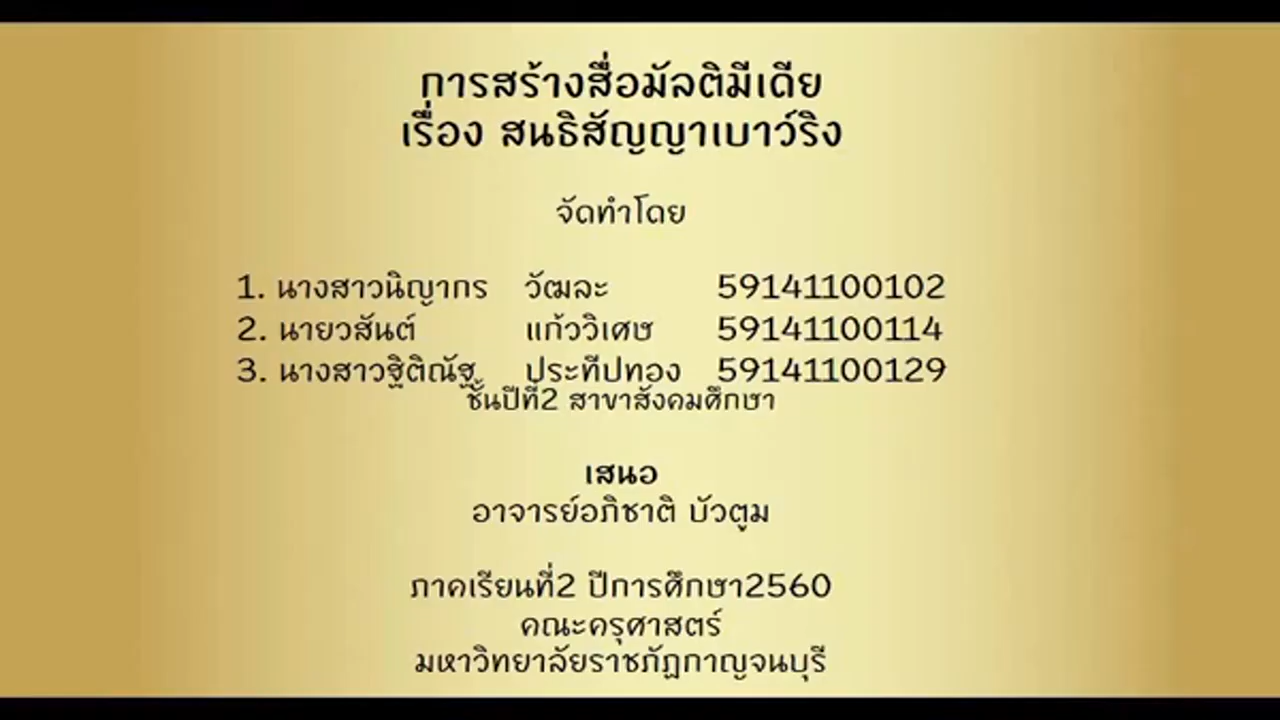 การสร้างสื่อมัลติมีเดีย
เรื่อง สนธิสัญญาเบาว์ริง
จัดทำโดย
1. นางสาวนิญากร วัฒละ 59141100102
2. นายวสันต์ แก้ววิเศษ 59141100114
3. นางสาวฐิติณัฐ ประทีปทอง 59141100129
ชั้นปีที่2 สาขาสังคมศึกษา
เสนอ
อาจารย์อภิชาติ บัวตูม
ภาคเรียนที่2 ปีการศึกษา2560
คณะครุศาสตร์
มหาวิทยาลัยราชภัฏกาญจนบุรี